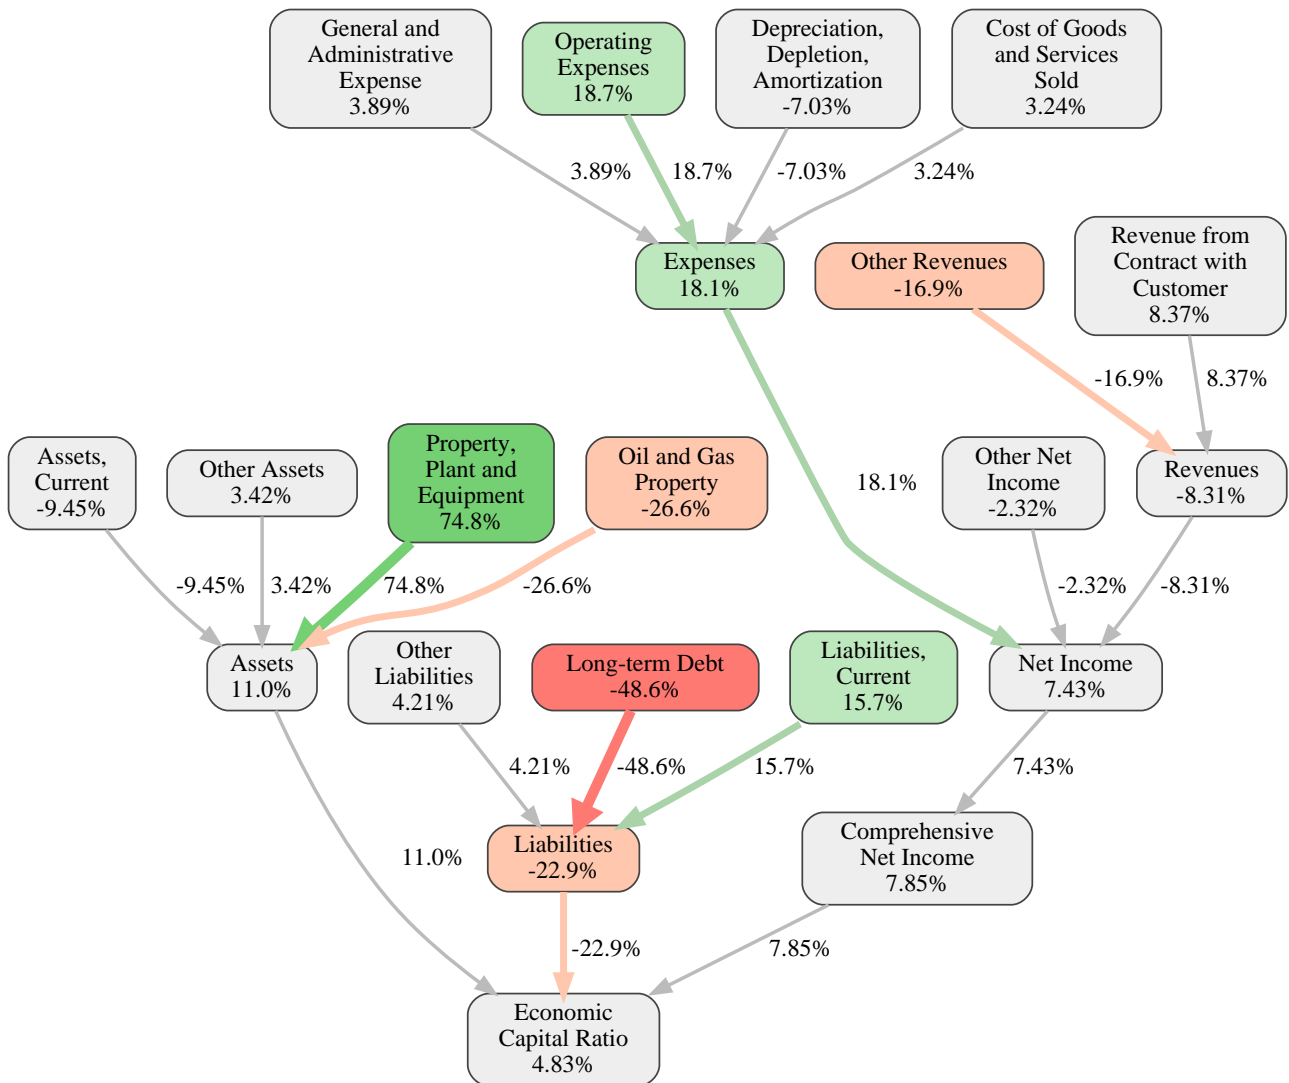 General and
Administrative
Expense
3.89%
Operating
Expenses
18.7%
Depreciation,
Depletion,
Amortization
-7.03%
Cost of Goods
and Services
Sold
3.24%
3.89%
18.7%
-7.03%
3.24%
Expenses
18.1%
Other Revenues
-16.9%
Revenue from
Contract with
Customer
8.37%
-16.9%
8.37%
Assets,
Current
-9.45%
Other Assets
3.42%
Property,
Plant and
Equipment
74.8%
Oil and Gas
Property
-26.6%
18.1%
Other Net
Income
-2.32%
Revenues
-8.31%
-9.45%
3.42%
74.8%
-26.6%
-2.32%
-8.31%
Assets
11.0%
Other
Liabilities
4.21%
Long-term Debt
-48.6%
Liabilities,
Current
15.7%
Net Income
7.43%
4.21%
-48.6%
15.7%
7.43%
11.0%
Liabilities
-22.9%
Comprehensive
Net Income
7.85%
-22.9%
7.85%
Economic
Capital Ratio
4.83%